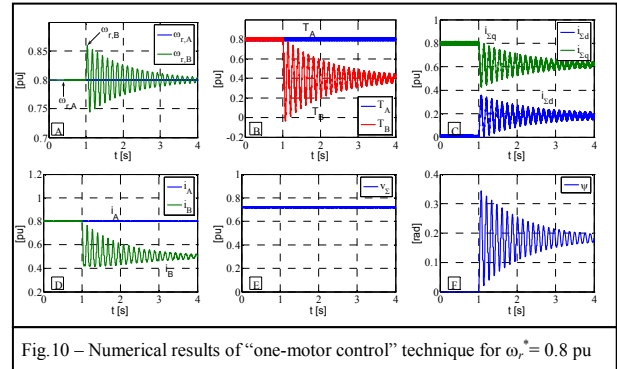 ω_r,B
ω_r,A
ω_r,B
ω_r,A
0.85
0.8
0.75
0.7
[pu]
A
0 1 2 3 4
t [s]
T_A
T_B
T_A
T_B
0.8
0.6
0.4
0.2
0
-0.2
[pu]
B
0 1 2 3 4
t [s]
i_Σq
i_Σd
i_Σd
i_Σq
0.8
0.6
0.4
0.2
0
[pu]
C
0 1 2 3 4
t [s]
i_A
i_B
i_A
i_B
1
0.8
0.6
0.4
0.2
[pu]
D
0 1 2 3 4
t [s]
v_Σ
1
0.8
0.6
0.4
0.2
0
[pu]
E
0 1 2 3 4
t [s]
ψ
0.4
0.3
0.2
0.1
0
[rad]
F
0 1 2 3 4
t [s]
Fig.10 – Numerical results of “one-motor control” technique for ω_r^* = 0.8 pu